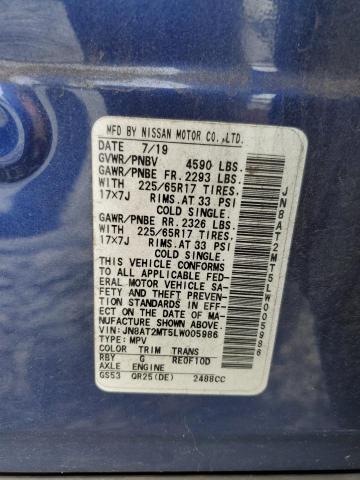 MFD BY NISSAN MOTOR CO.,LTD.
DATE 7/19
GVWR/PNBV 4590 LBS.
GAWR/PNBE FR. 2293 LBS.
WITH 225/65R17 TIRES
17X7J RIMS.AT 33 PSI
COLD SINGLE.
GAWR/PNBE RR. 2326 LBS.
WITH 225/65R17 TIRES
17X7J RIMS.AT 33 PSI
COLD SINGLE.
THIS VEHICLE CONFORMS
TO ALL APPLICABLE FED-
ERAL MOTOR VEHICLE SA-
FETY AND THEFT PREVENTION
STANDARDS IN EFF-
ECT ON THE DATE OF MA-
NUFACTURE SHOWN ABOVE.
VIN: JN8AT2MT5LW005986
TYPE: MPV
COLOR TRIM TRANS
RBY G RE0F10D
AXLE ENGINE
GS53 QR25(DE) 2488CC
JN8AT2MT5LW005986